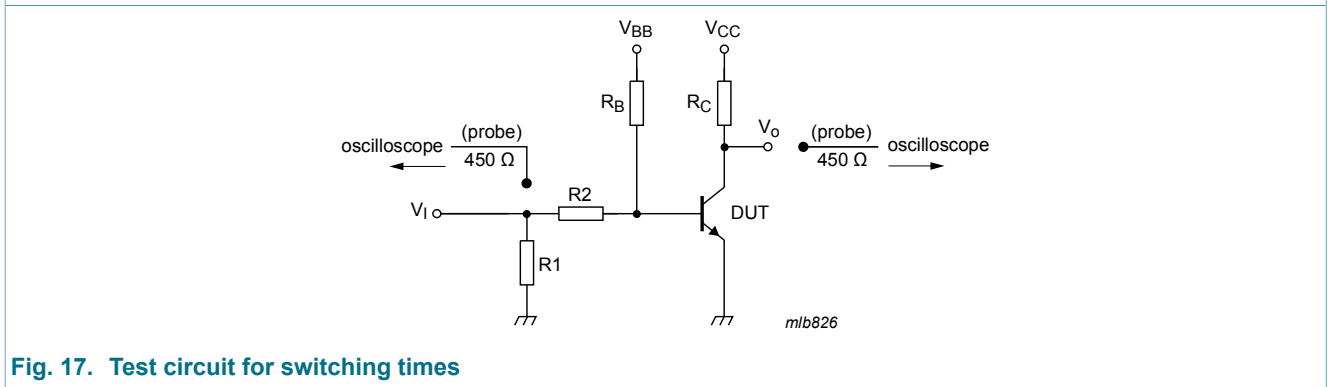 VBB
VCC
RB
RC
Vo
(probe)
450 Ω
oscilloscope
(probe)
450 Ω
oscilloscope
R2
VI
DUT
R1
mlb826
Fig. 17. Test circuit for switching times